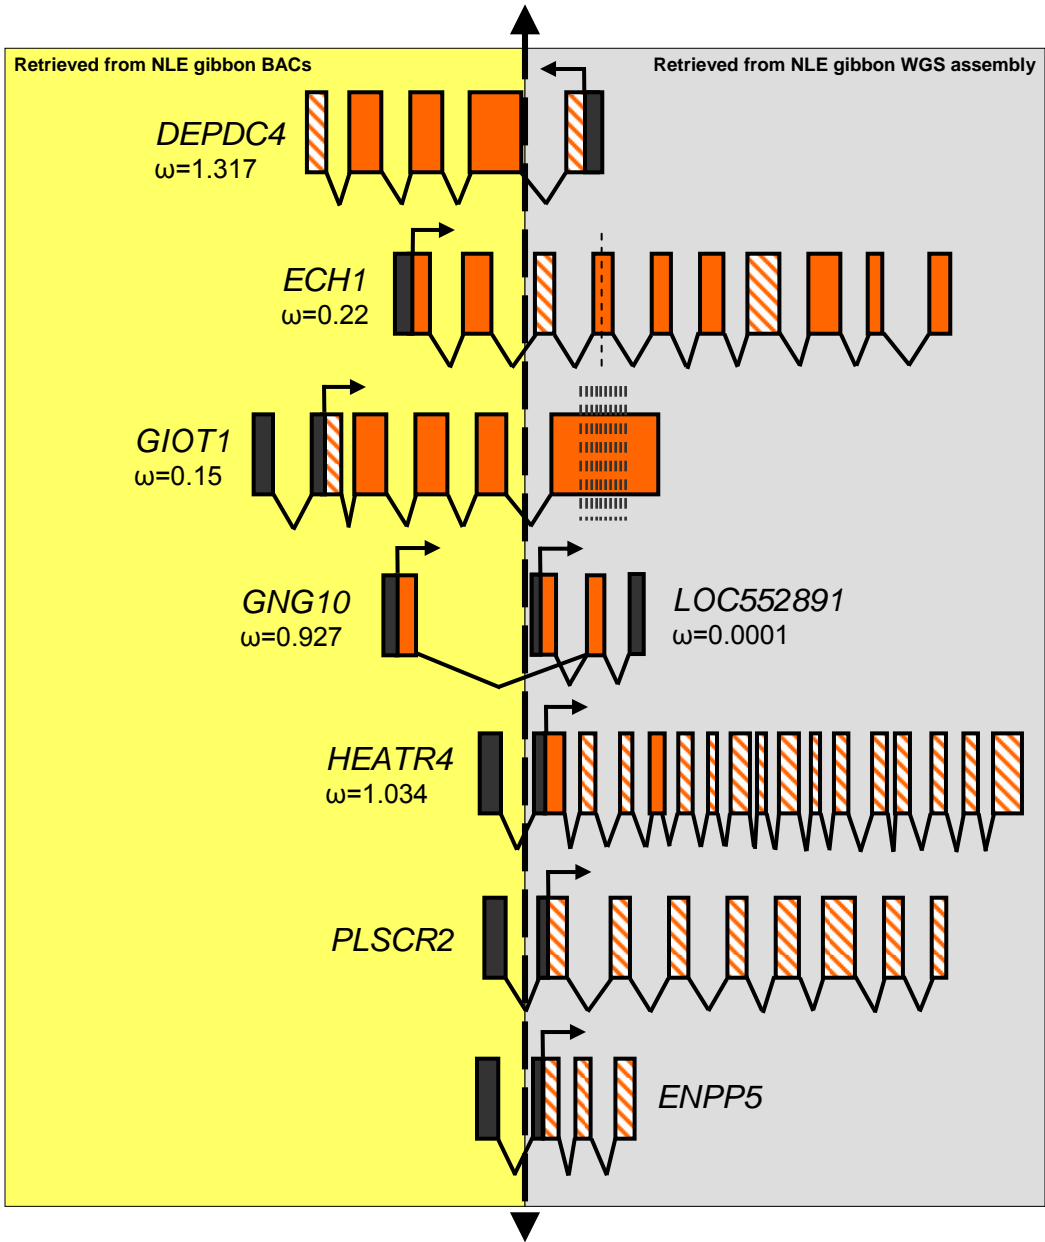 Retrieved from NLE gibbon BACs
Retrieved from NLE gibbon WGS assembly
DEPDC4
ω=1.317
ECH1
ω=0.22
GIOT1
ω=0.15
GNG10
ω=0.927
LOC552891
ω=0.0001
HEATR4
ω=1.034
PLSCR2
ENPP5